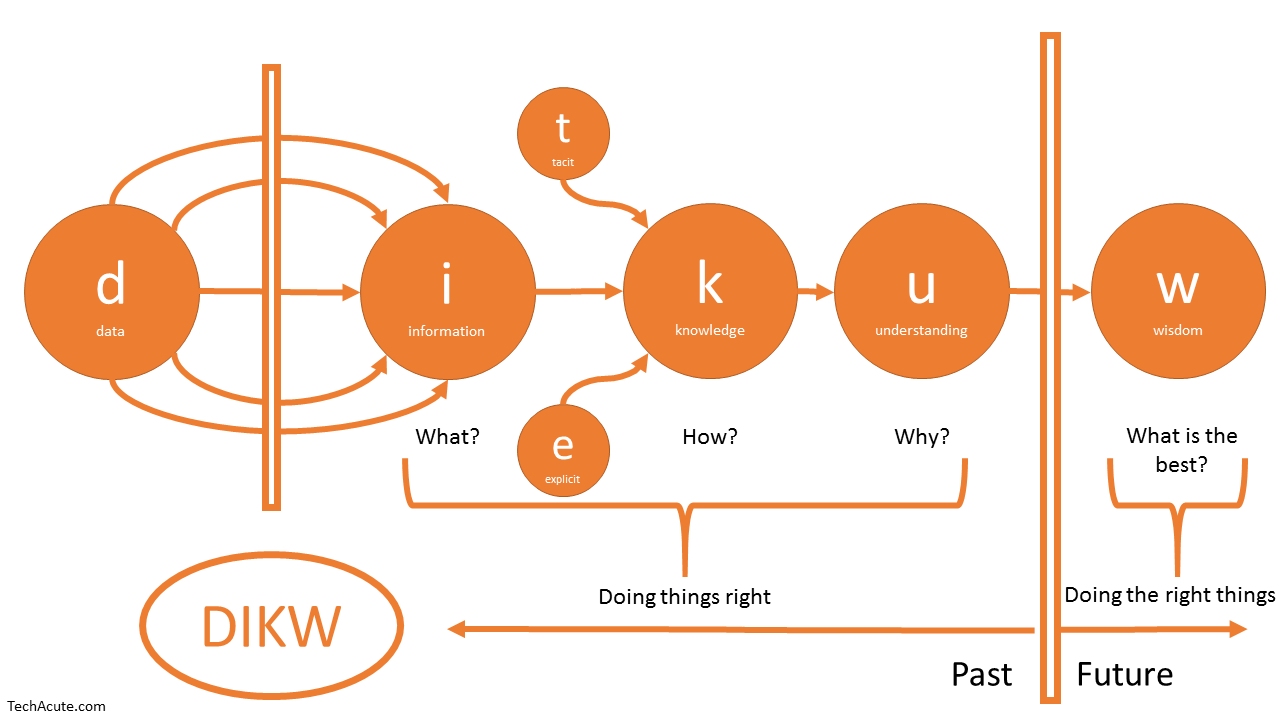 t
tacit
d
data
i
information
k
knowledge
u
understanding
w
wisdom
What?
e
explicit
How?
Why?
What is the
best?
Doing things right
Doing the right things
DIKW
Past
Future
TechAcute.com